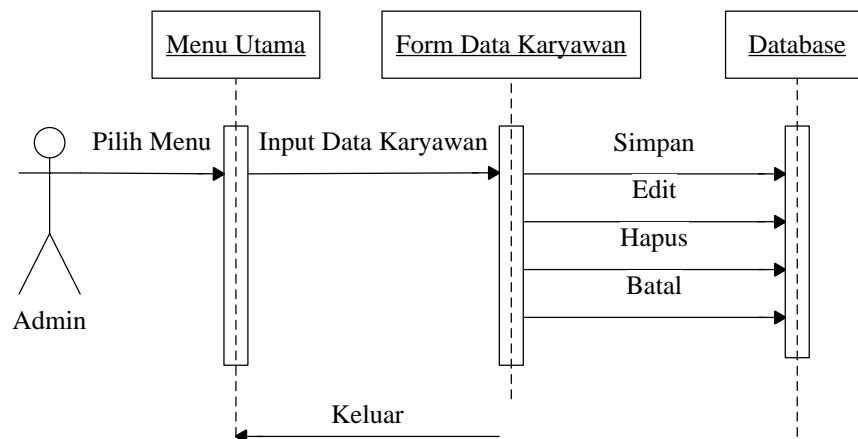 Menu Utama
Form Data Karyawan
Database
Pilih Menu
Input Data Karyawan
Simpan
Edit
Hapus
Batal
Admin
Keluar